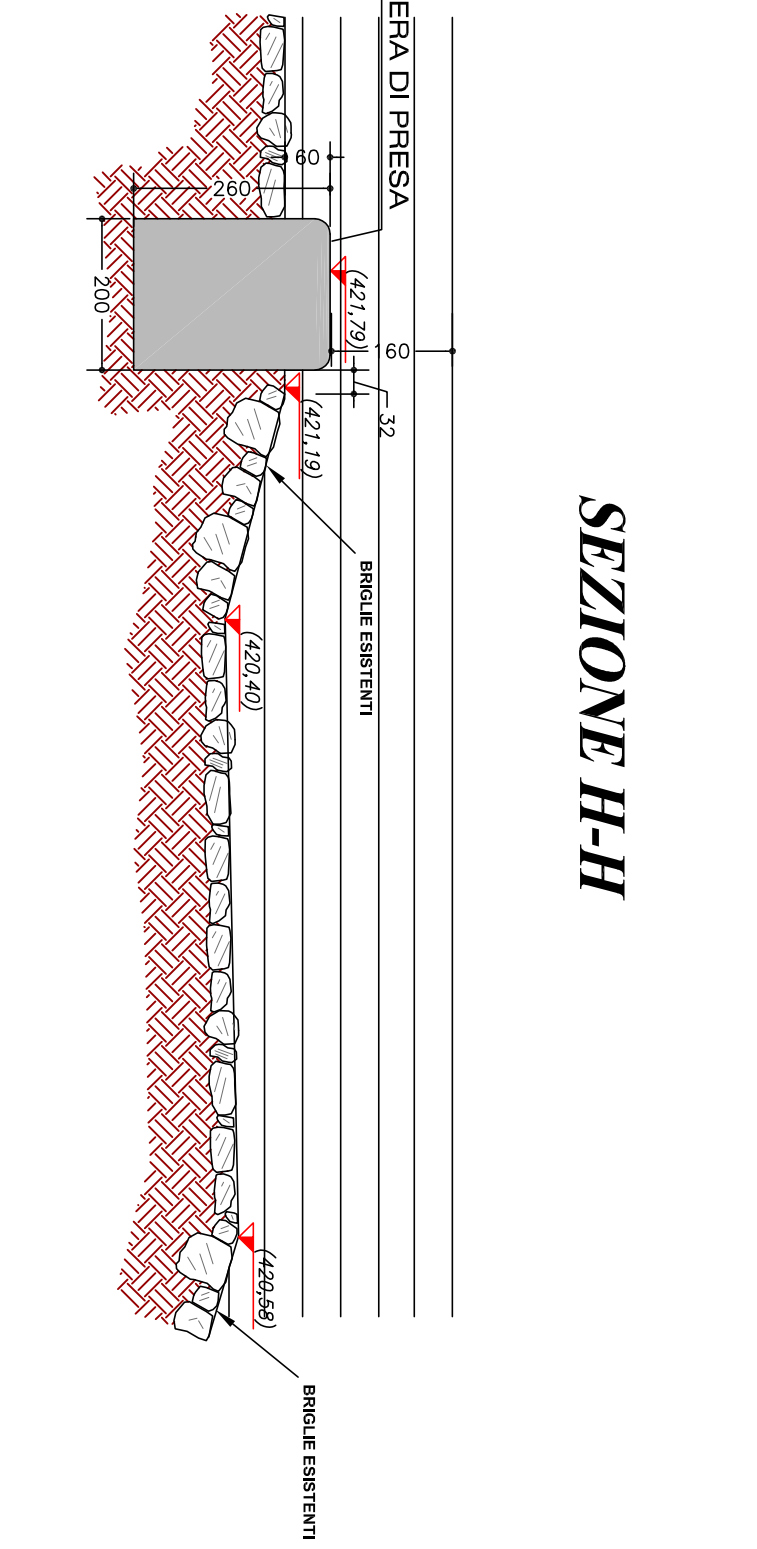 SEZIONE H-H
ERA DI PRESA
60
260
200
(421,79)
160
32
(421,19)
BRIGLIE ESISTENTI
(420,40)
(420,58)
BRIGLIE ESISTENTI